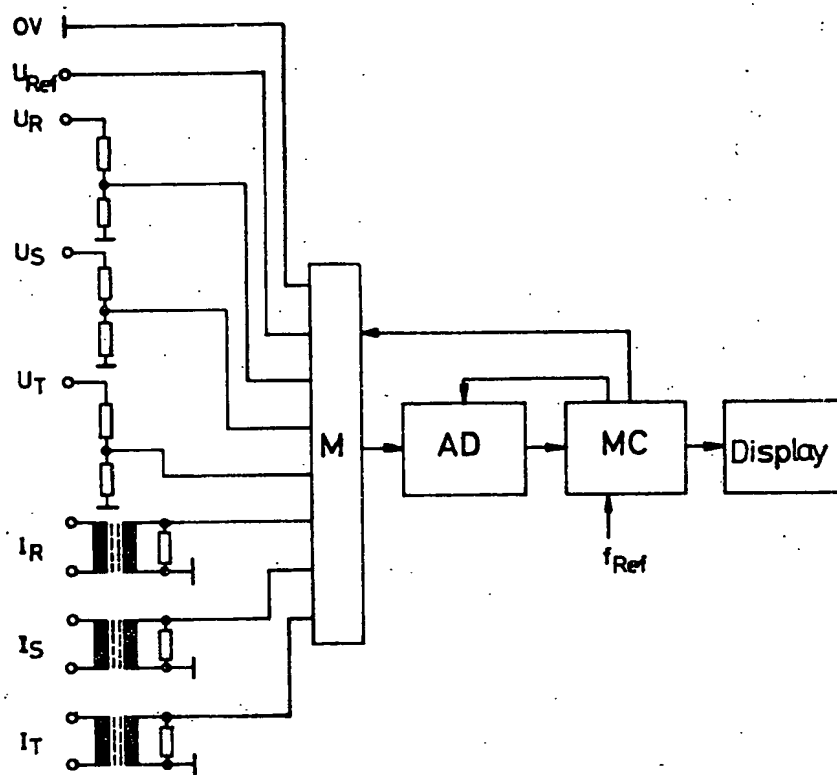 0V
U_Ref
U_R
U_S
U_T
I_R
I_S
I_T
M
AD
MC
Display
f_Ref